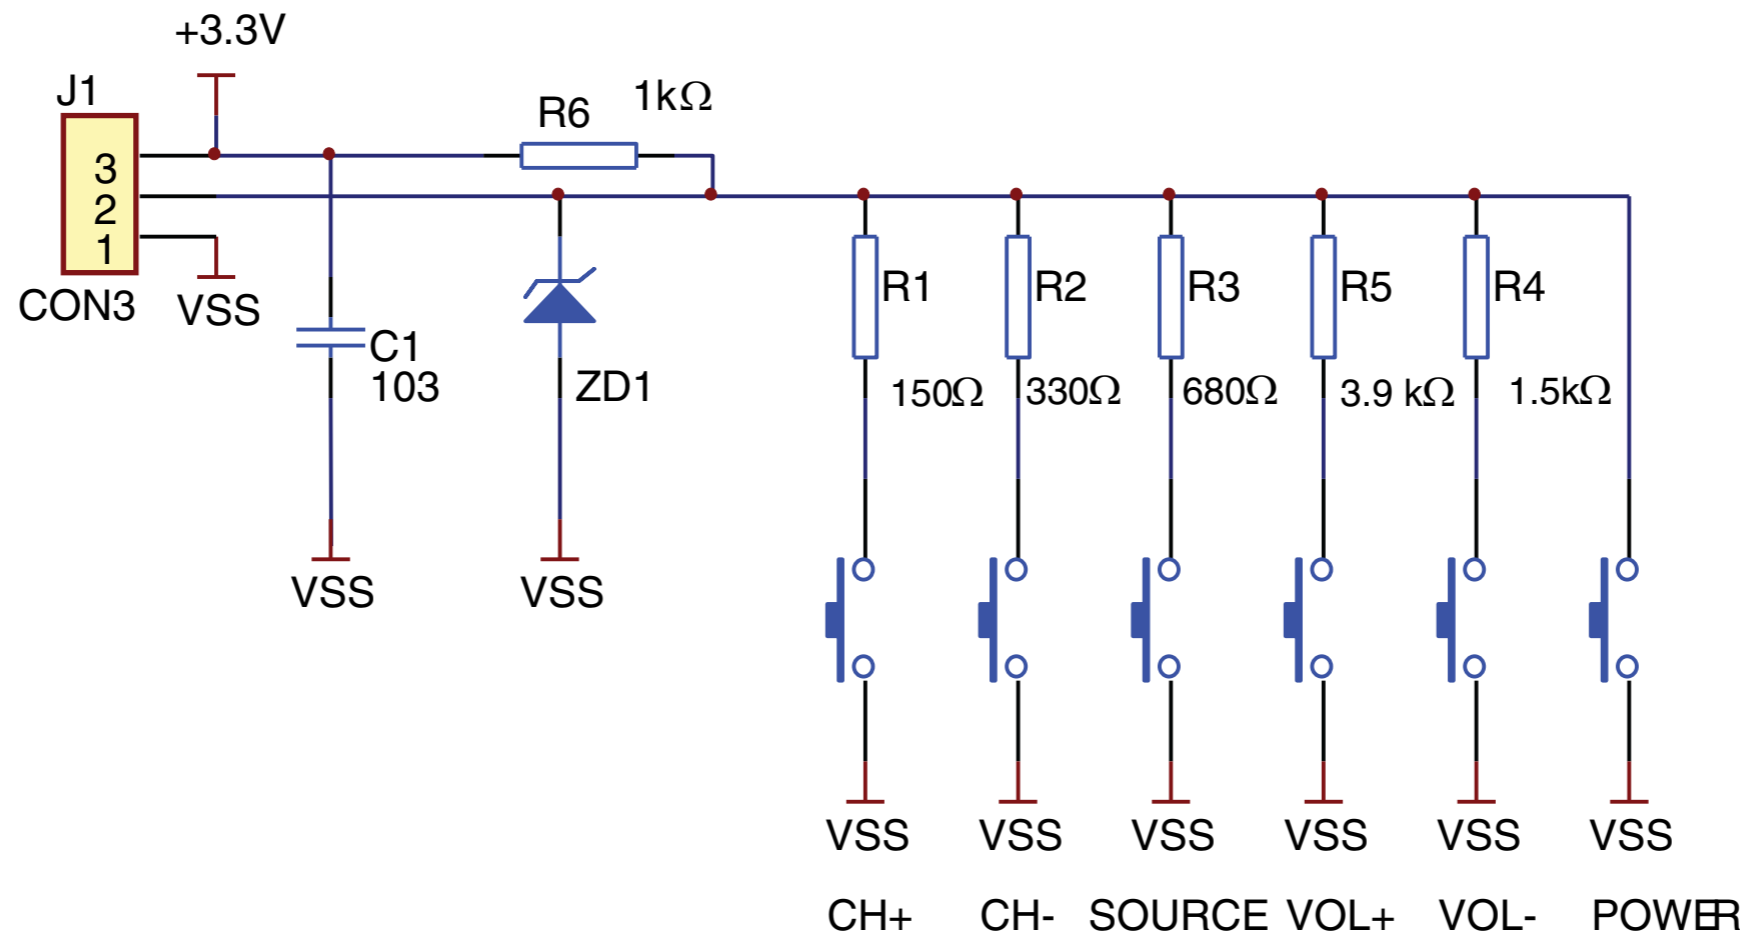 +3.3V
J1
R6
1kΩ
3
2
1
CON3
VSS
C1
103
ZD1
R1
R2
R3
R5
R4
150Ω
330Ω
680Ω
3.9 kΩ
1.5kΩ
VSS
VSS
VSS
VSS
VSS
VSS
VSS
VSS
CH+
CH-
SOURCE
VOL+
VOL-
POWER